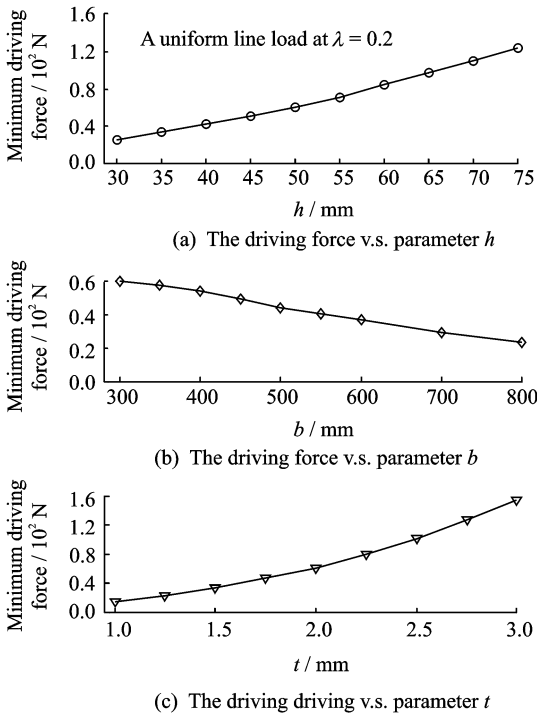 Minimum driving
force / 10² N
1.6
1.2
0.8
0.4
0.0
A uniform line load at λ = 0.2
30 35 40 45 50 55 60 65 70 75
h / mm
(a) The driving force v.s. parameter h
Minimum driving
force / 10² N
0.6
0.4
0.2
0.0
300 400 500 600 700 800
b / mm
(b) The driving force v.s. parameter b
Minimum driving
force / 10² N
1.6
1.2
0.8
0.4
0.0
1.0 1.5 2.0 2.5 3.0
t / mm
(c) The driving driving v.s. parameter t